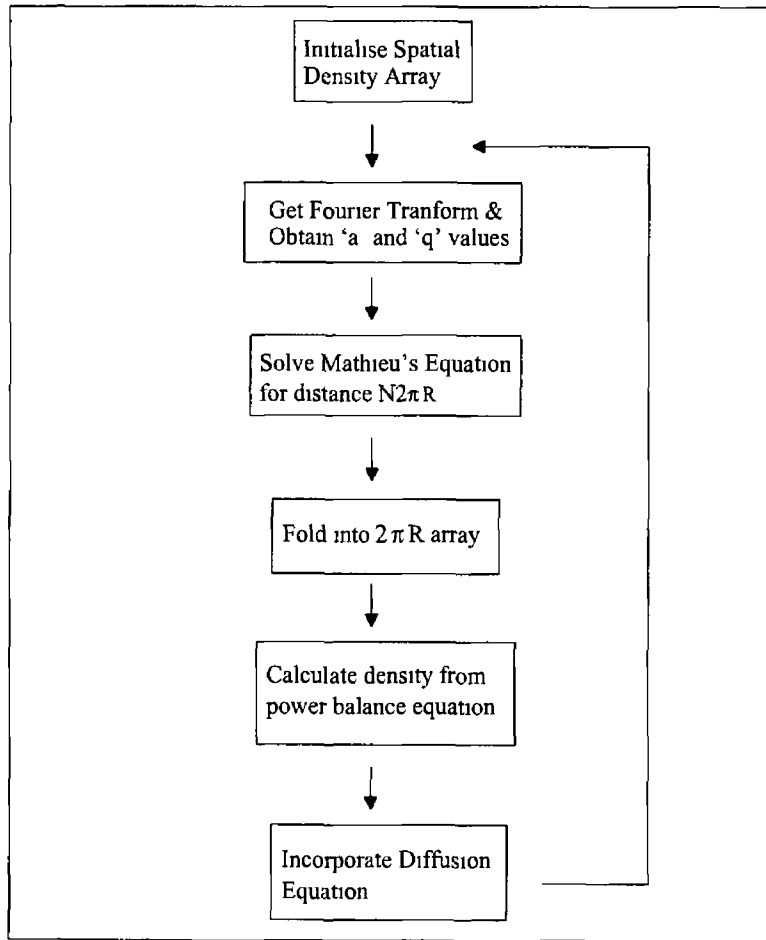 Initialise Spatial
Density Array
Get Fourier Tranform &
Obtain ‘a and ‘q’ values
Solve Mathieu’s Equation
for distance N2πR
Fold into 2πR array
Calculate density from
power balance equation
Incorporate Diffusion
Equation